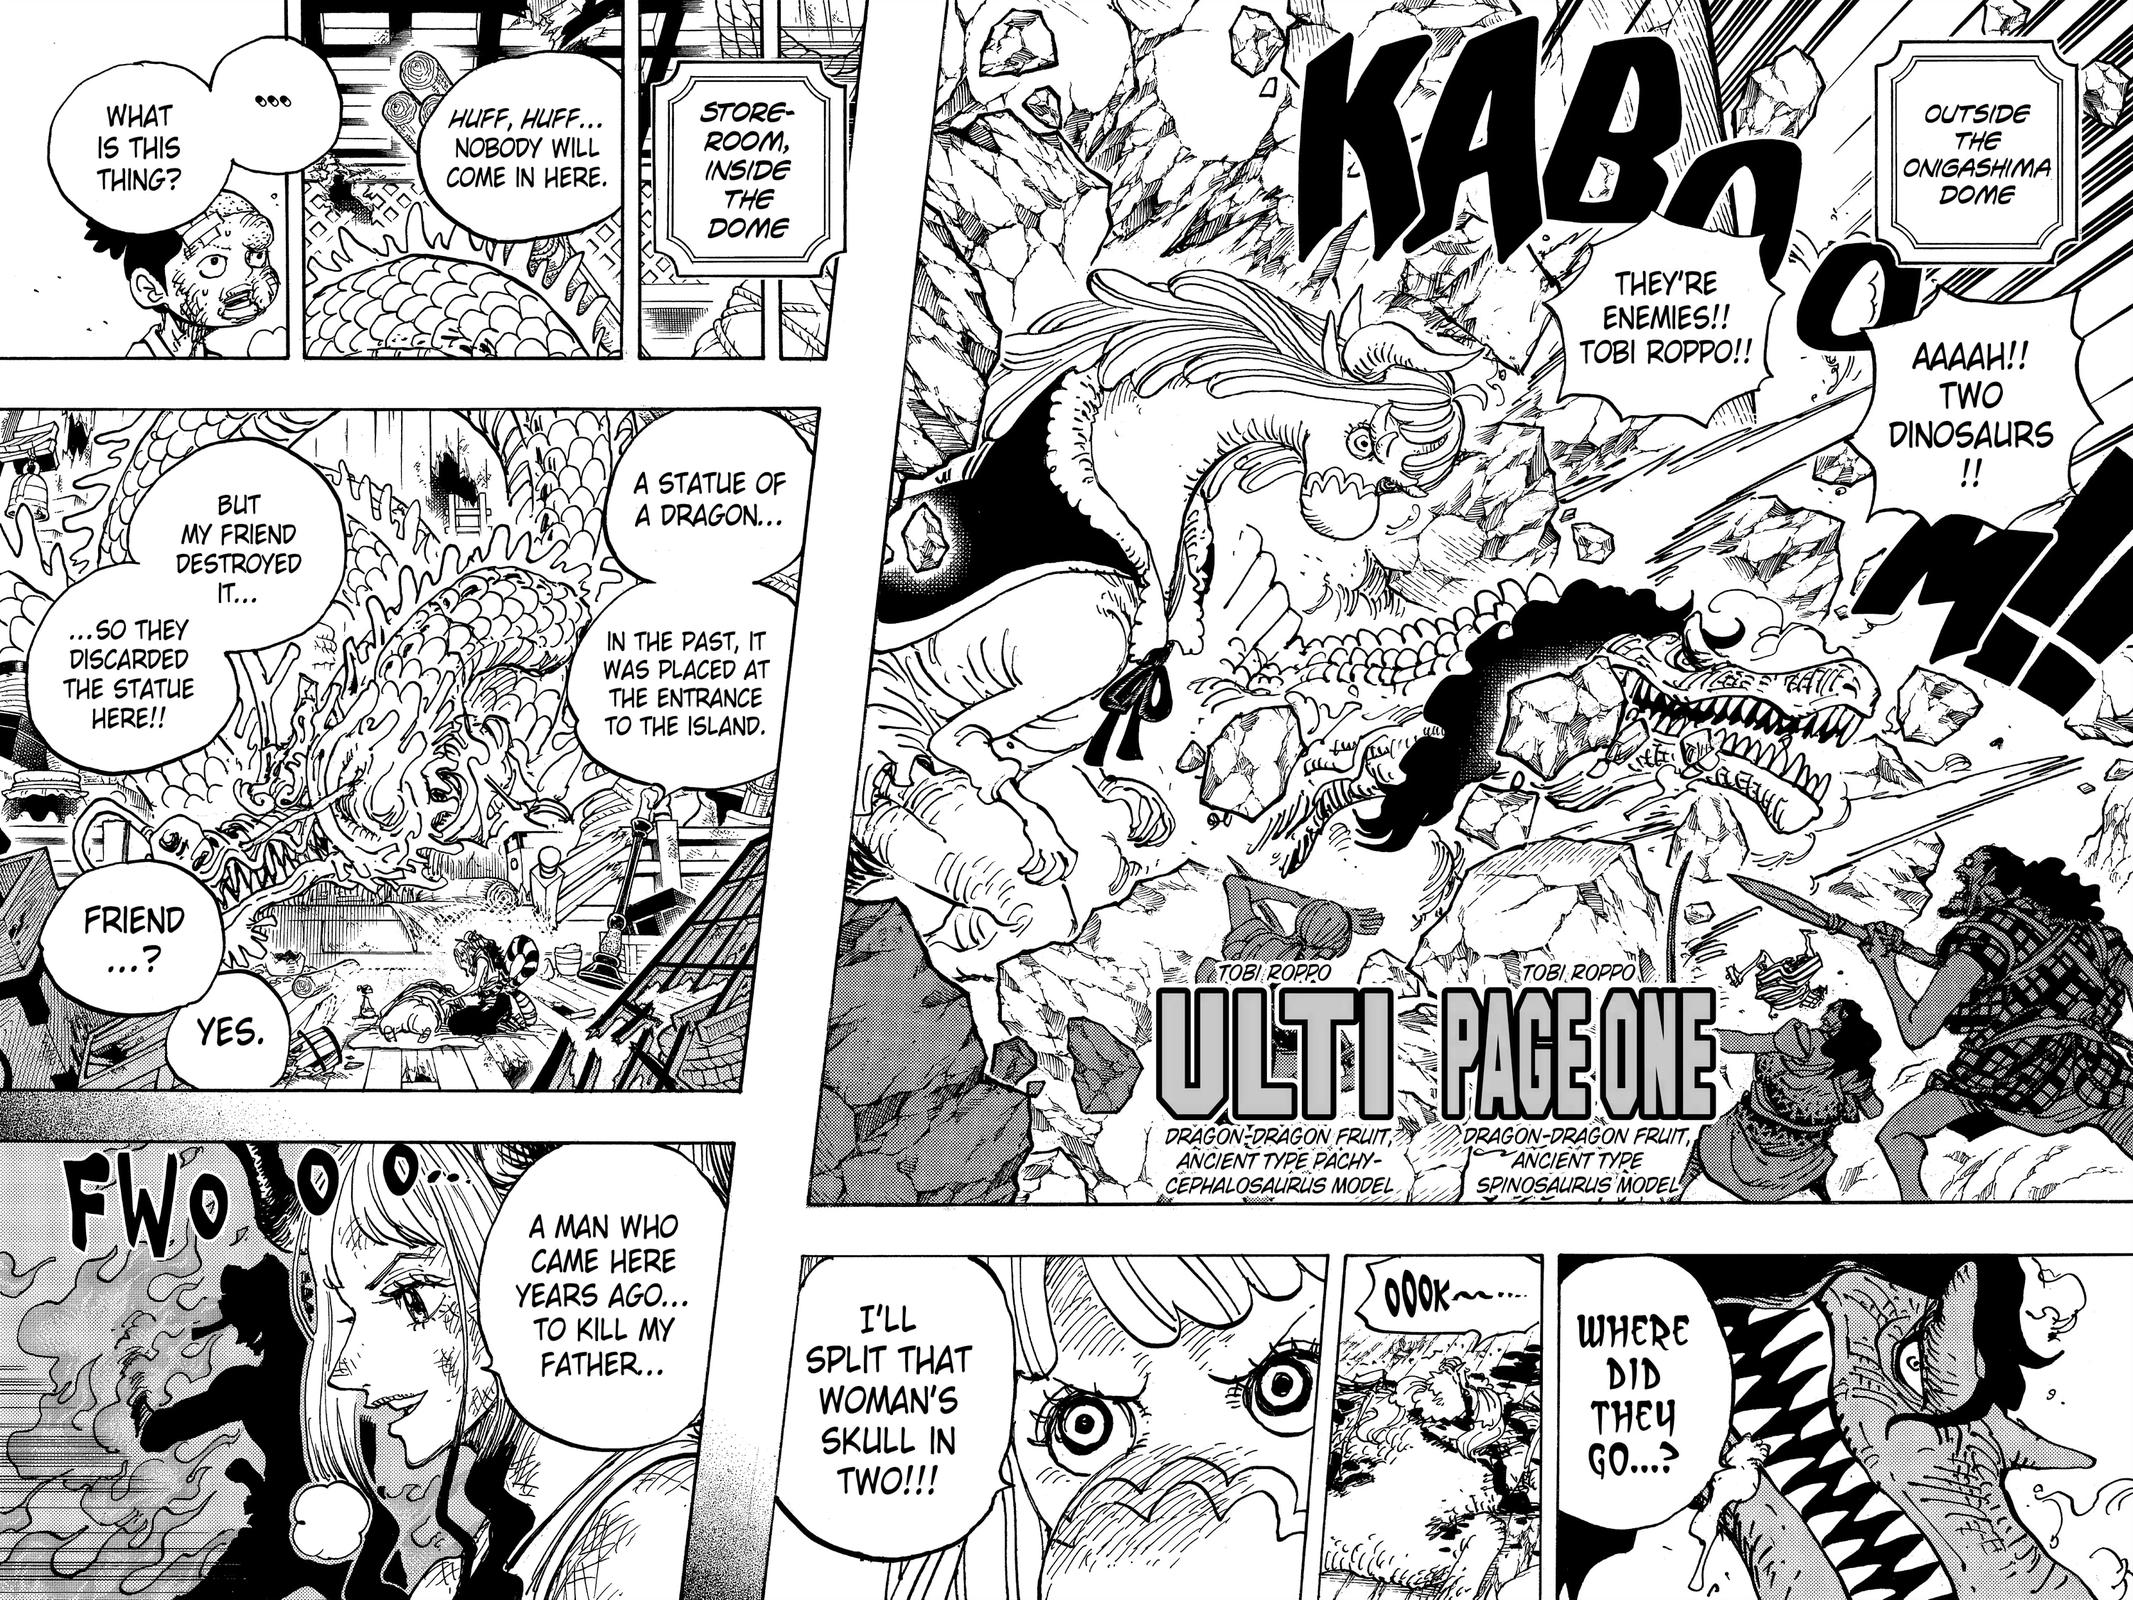 OUTSIDE
THE
ONIGASHIMA
DOME
KABOOM!!
AAAAH!!
TWO
DINOSAURS
!!
THEY'RE
ENEMIES!!
TOBI ROPPO!!
TOBI ROPPO
PAGE ONE
DRAGON-DRAGON FRUIT,
ANCIENT TYPE
SPINOSAURUS MODEL
TOBI ROPPO
ULTI
DRAGON-DRAGON FRUIT,
ANCIENT TYPE PACHY-
CEPHALOSAURUS MODEL
WHERE
DID
THEY
GO...?
OOOK~~...
I'LL
SPLIT THAT
WOMAN'S
SKULL IN
TWO!!!
STORE-
ROOM,
INSIDE
THE
DOME
HUFF, HUFF...
NOBODY WILL
COME IN HERE.
...
WHAT
IS THIS
THING?
A STATUE OF
A DRAGON...
IN THE PAST, IT
WAS PLACED AT
THE ENTRANCE
TO THE ISLAND.
BUT
MY FRIEND
DESTROYED
IT...
...SO THEY
DISCARDED
THE STATUE
HERE!!
FRIEND
...?
YES.
A MAN WHO
CAME HERE
YEARS AGO...
TO KILL MY
FATHER...
FWOOO...